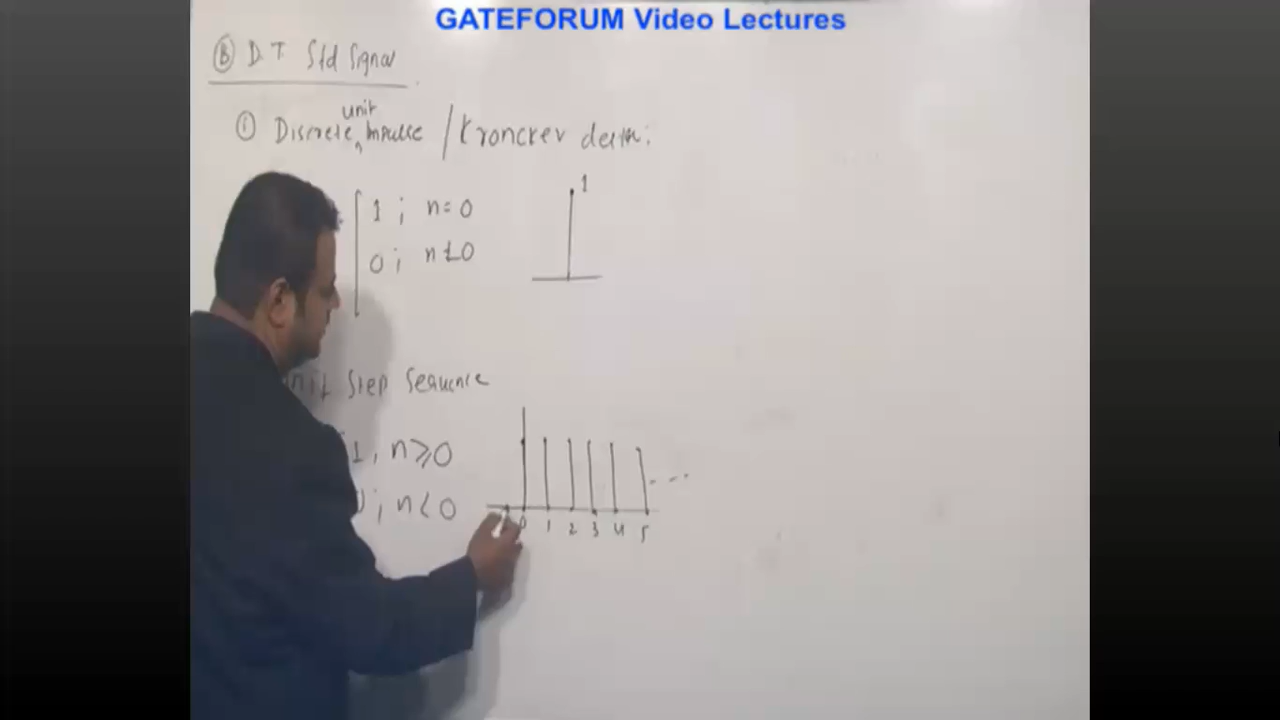 GATEFORUM Video Lectures
Ⓑ D.T Std Signal
① Discrete unit Impulse / Kroncker delta:
1 ; n=0
0 ; n≠0
1
nit Step Sequence
1, n≥0
0; n<0
0 1 2 3 4 5